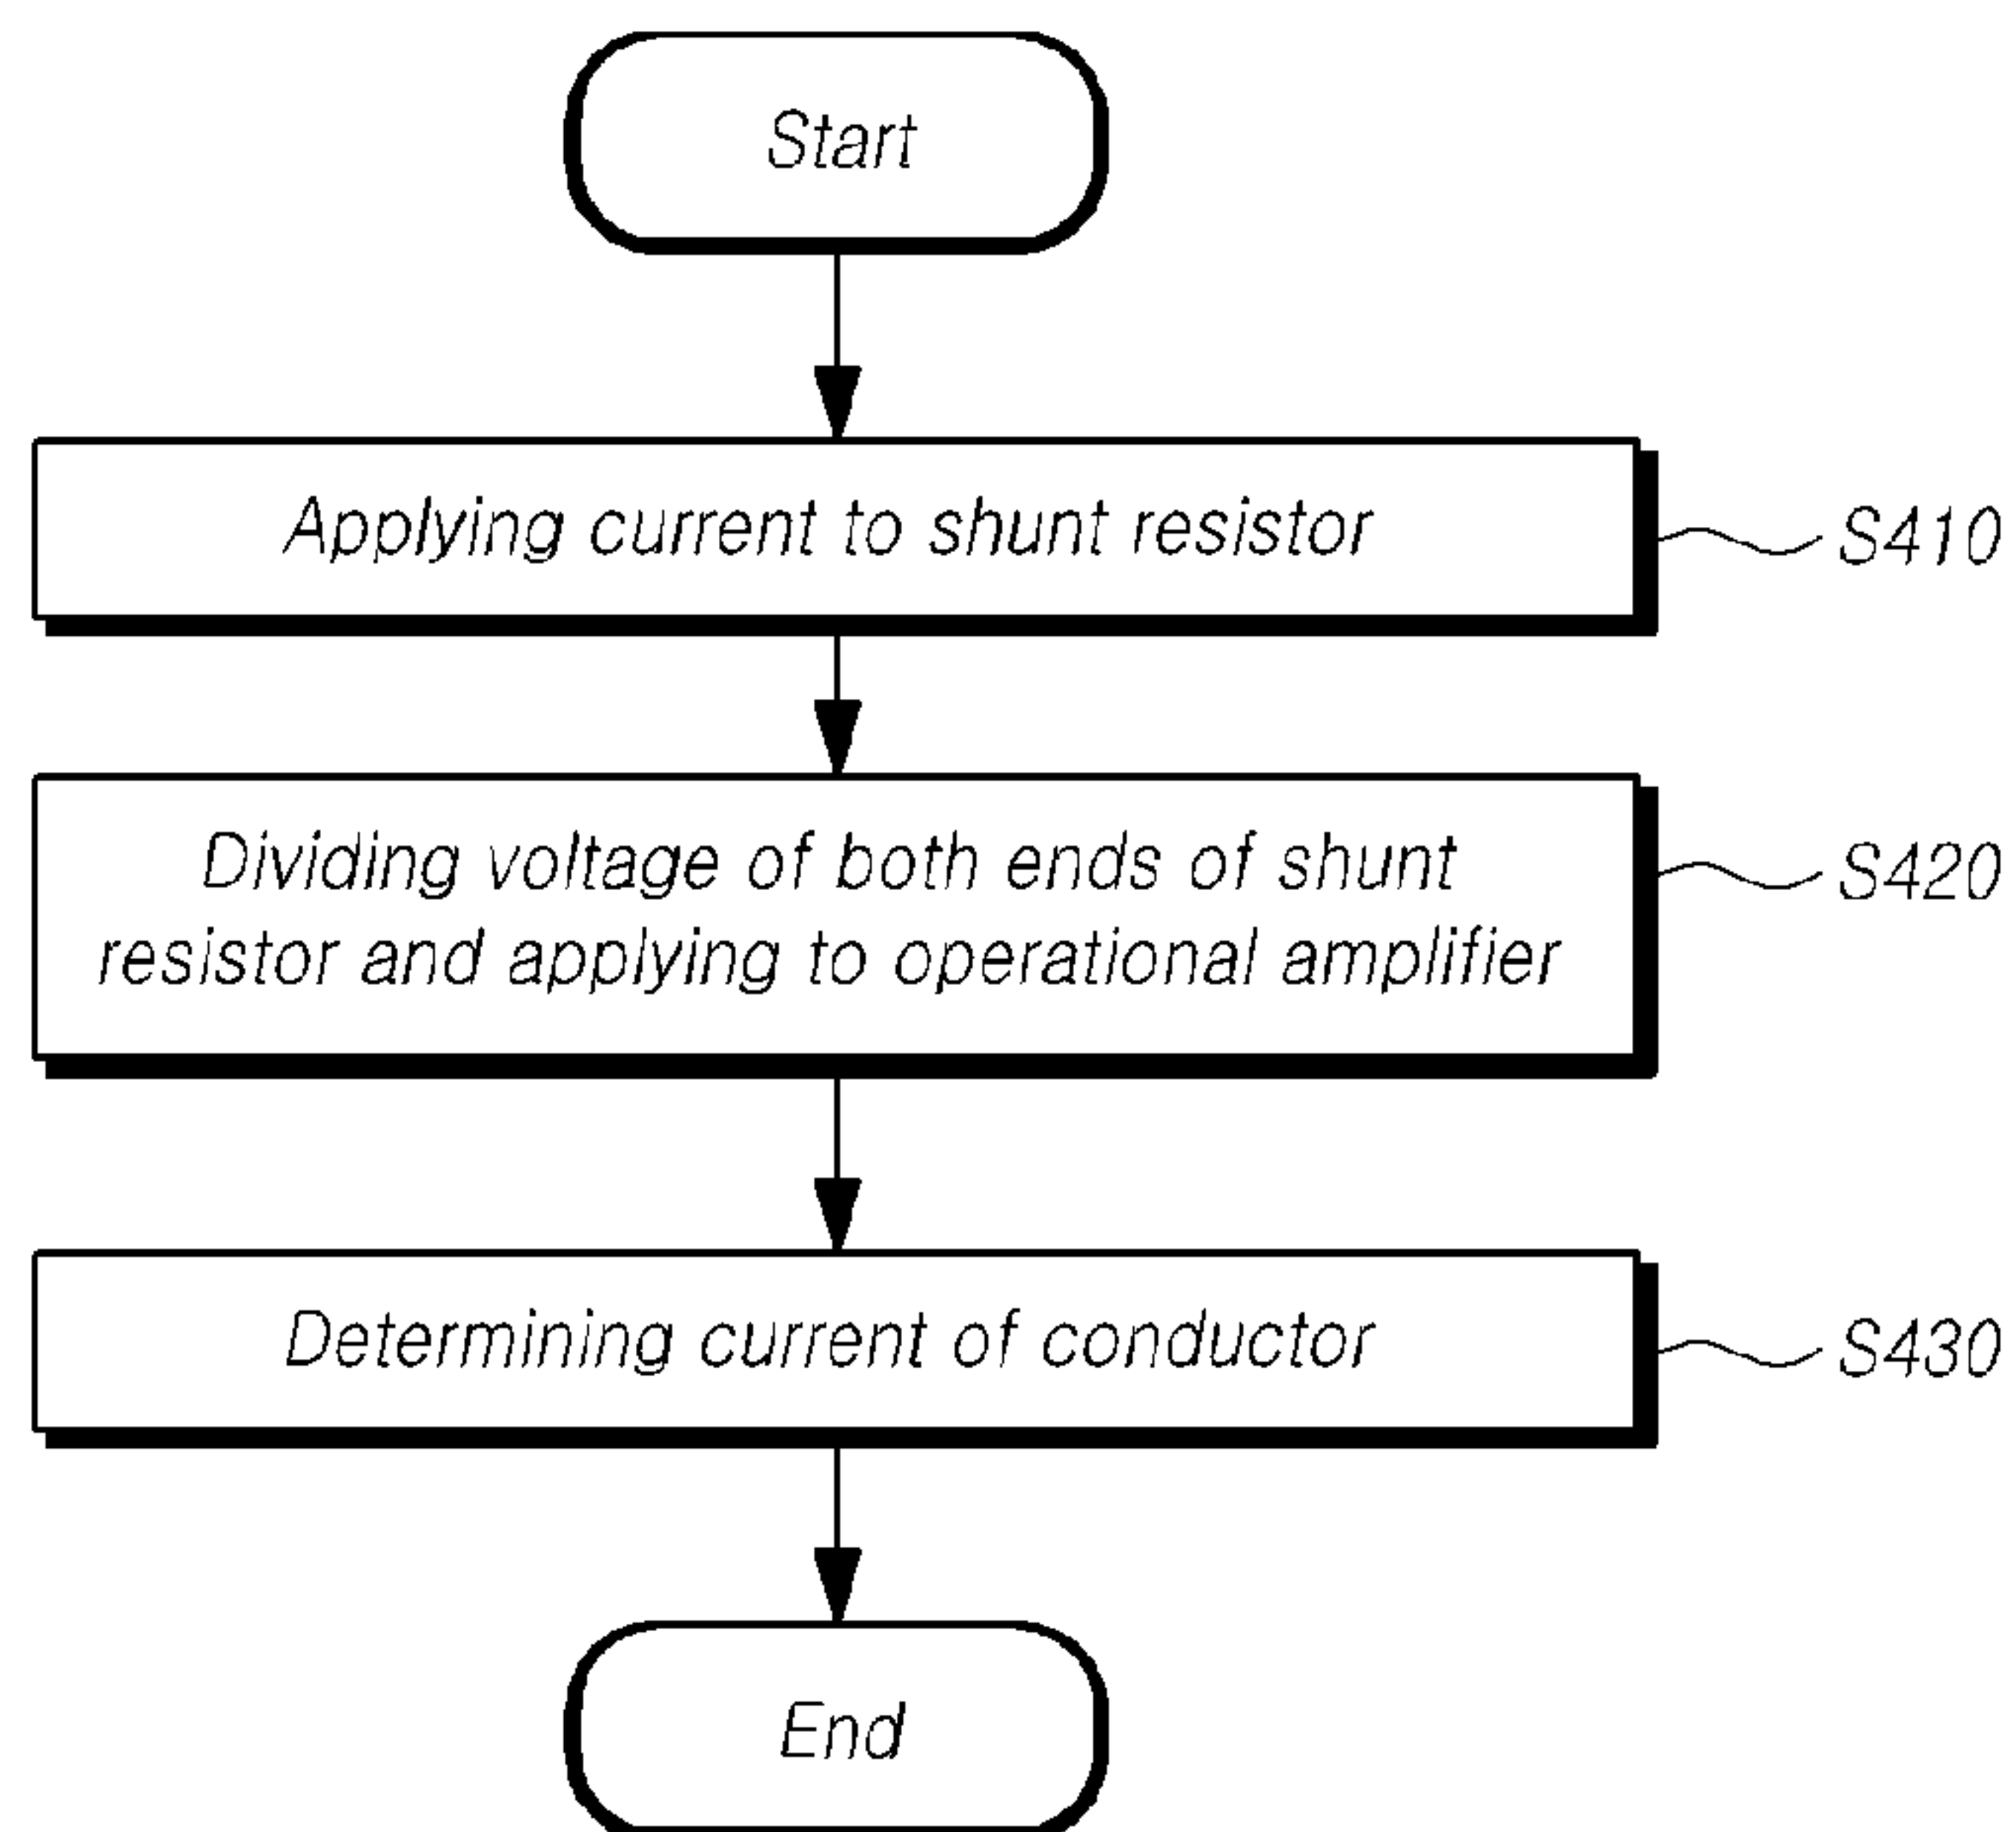 Start
Applying current to shunt resistor
S410
Dividing voltage of both ends of shunt
resistor and applying to operational amplifier
S420
Determining current of conductor
S430
End